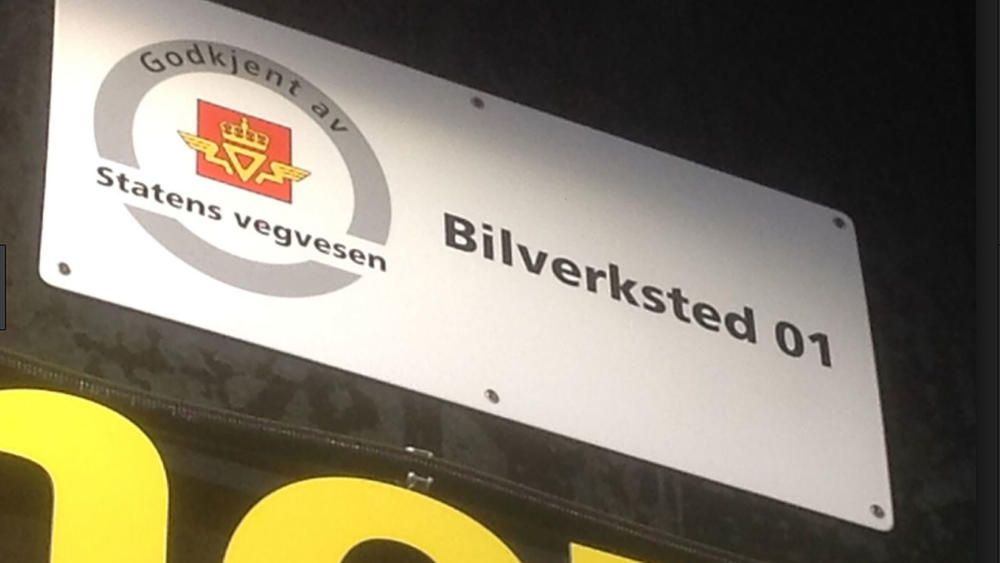 Godkjent av
Statens vegvesen
Bilverksted 01